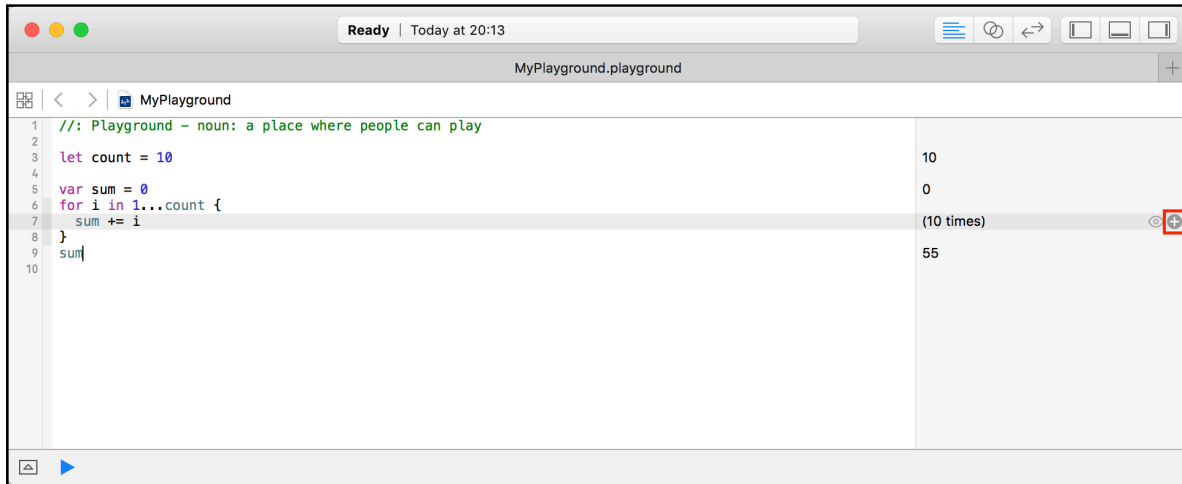 Ready | Today at 20:13
MyPlayground.playground
MyPlayground
1 //: Playground – noun: a place where people can play
2
3 let count = 10 10
4
5 var sum = 0 0
6 for i in 1...count {
7 sum += i (10 times)
8 }
9 sum 55
10